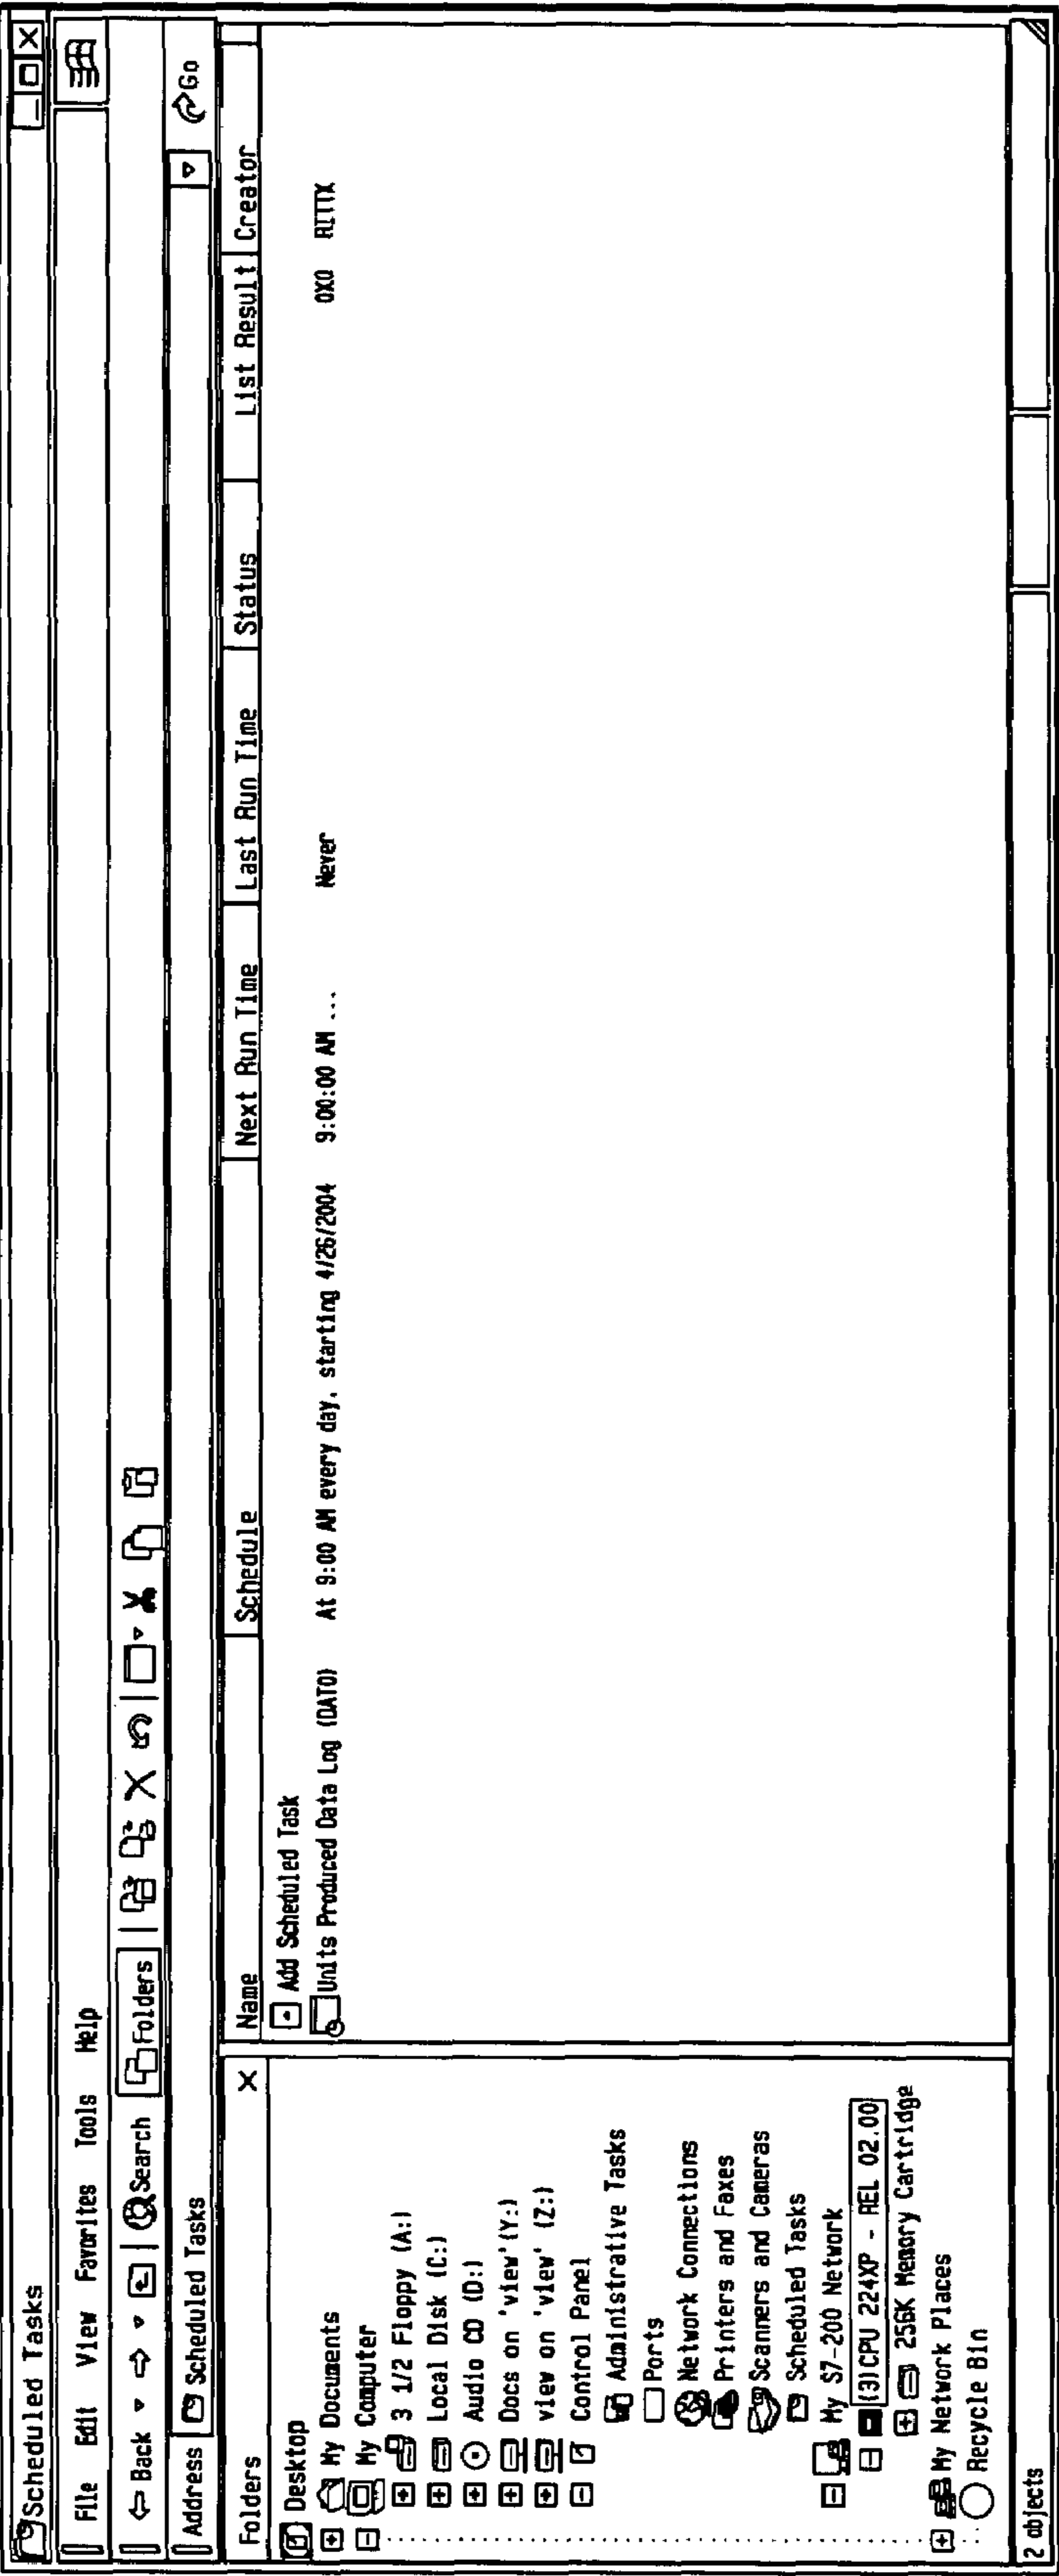 Scheduled Tasks
File Edit View Favorites Tools Help
Back Search Folders
Address Scheduled Tasks Go
Folders X
Name Schedule Next Run Time Last Run Time Status List Result Creator
Desktop
My Documents
My Computer
3 1/2 Floppy (A:)
Local Disk (C:)
Audio CD (D:)
Docs on 'view'(Y:)
view on 'view' (Z:)
Control Panel
Administrative Tasks
Ports
Network Connections
Printers and Faxes
Scanners and Cameras
Scheduled Tasks
My S7-200 Network
(3)CPU 224XP - REL 02.00
256K Memory Cartridge
My Network Places
Recycle Bin
Add Scheduled Task
Units Produced Data Log (DAT0) At 9:00 AM every day. starting 4/26/2004 9:00:00 AM ... Never 0X0 RITTX
2 objects